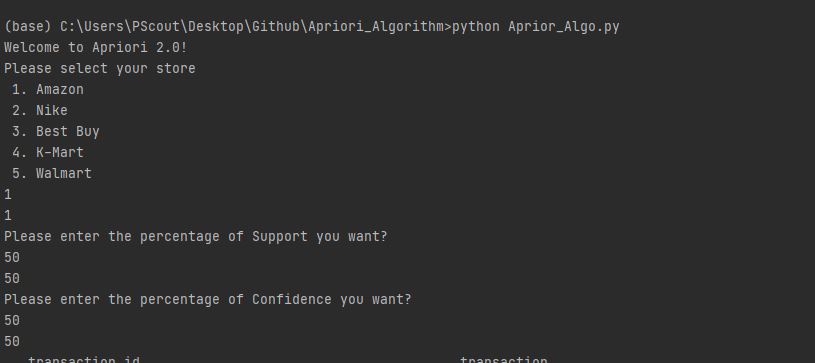 (base) C:\Users\PScout\Desktop\Github\Apriori_Algorithm>python Aprior_Algo.py
Welcome to Apriori 2.0!
Please select your store
1. Amazon
2. Nike
3. Best Buy
4. K-Mart
5. Walmart
1
1
Please enter the percentage of Support you want?
50
50
Please enter the percentage of Confidence you want?
50
50
transaction id transaction